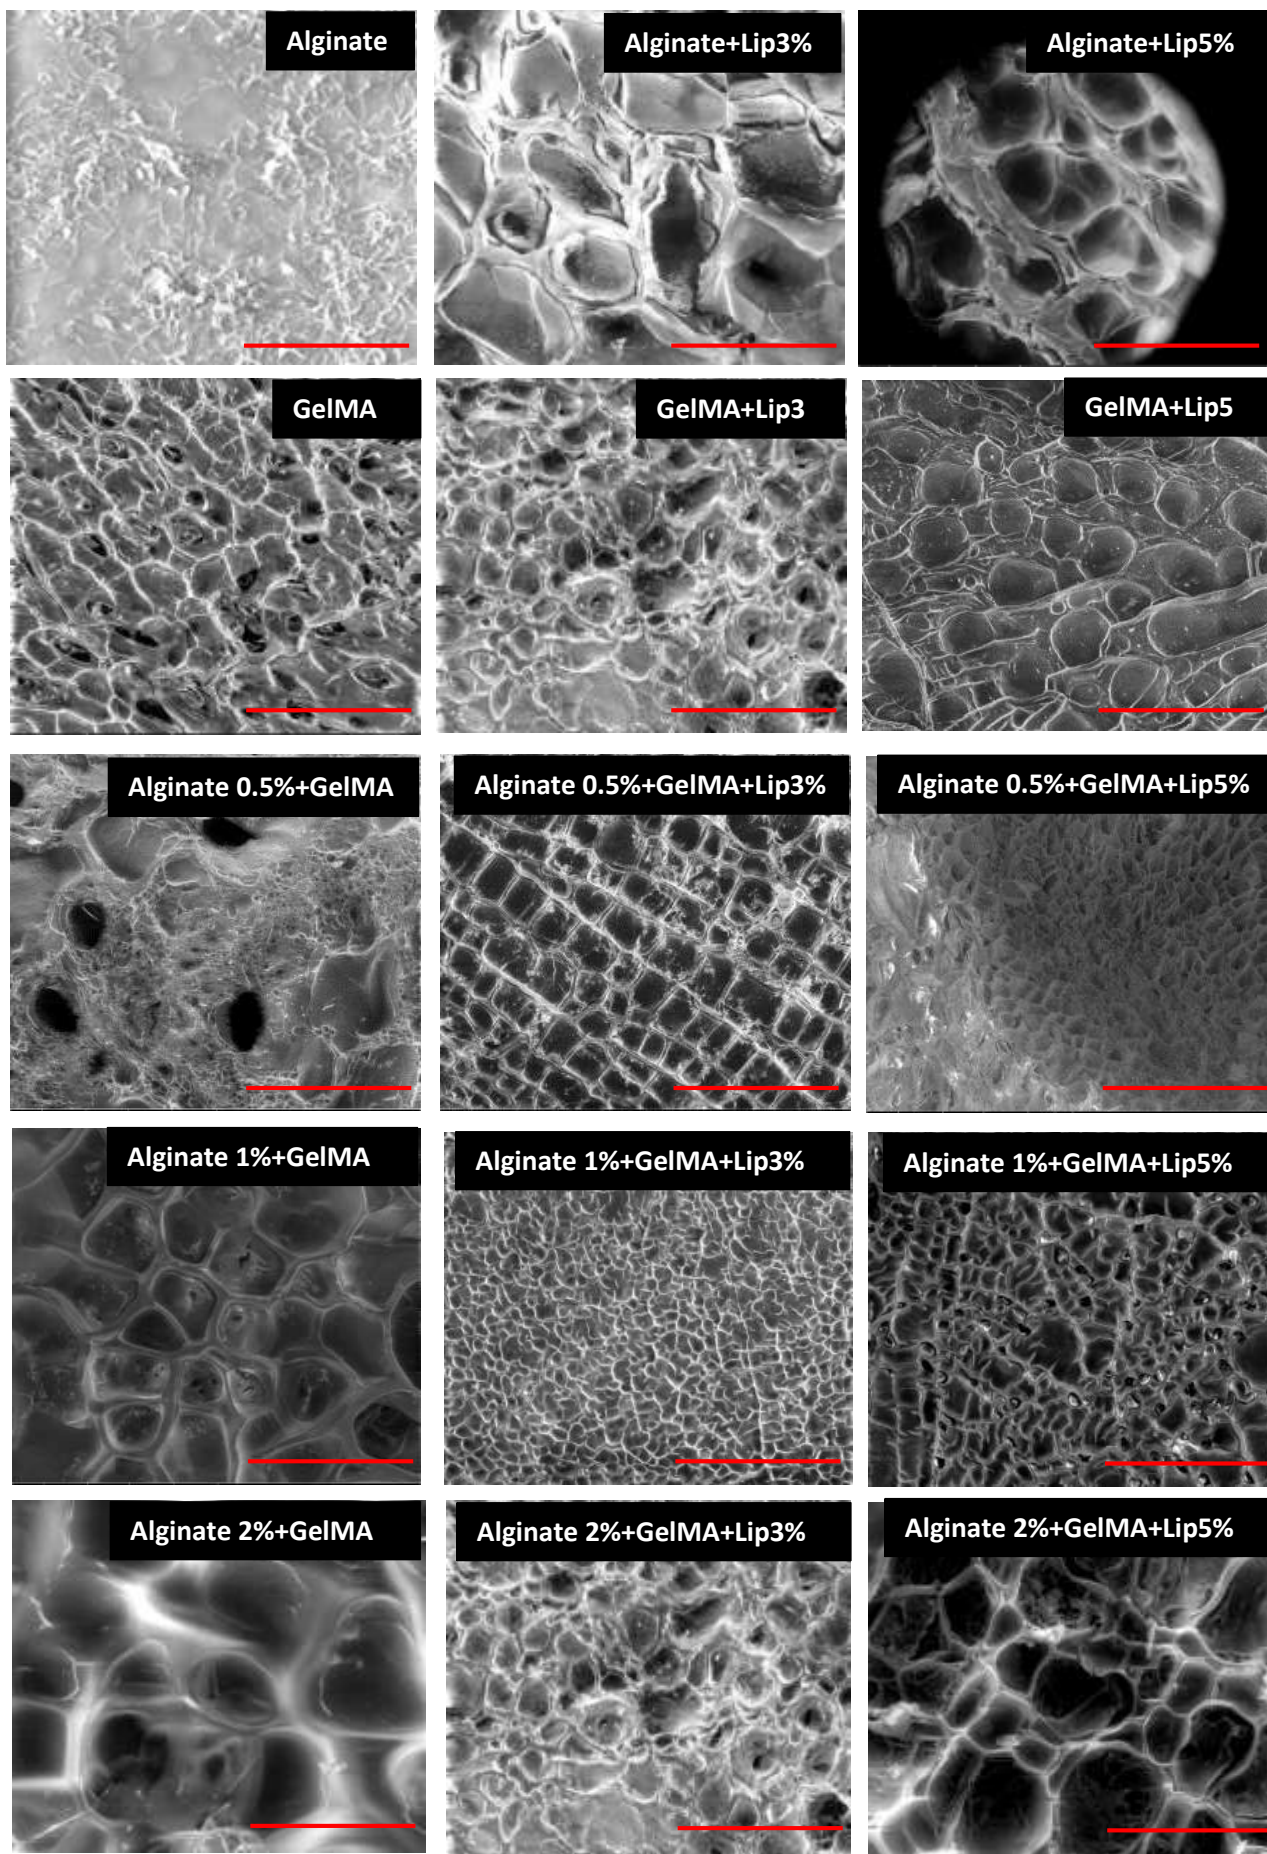 Alginate
Alginate+Lip3%
Alginate+Lip5%
GelMA
GelMA+Lip3
GelMA+Lip5
Alginate 0.5%+GelMA
Alginate 0.5%+GelMA+Lip3%
Alginate 0.5%+GelMA+Lip5%
Alginate 1%+GelMA
Alginate 1%+GelMA+Lip3%
Alginate 1%+GelMA+Lip5%
Alginate 2%+GelMA
Alginate 2%+GelMA+Lip3%
Alginate 2%+GelMA+Lip5%